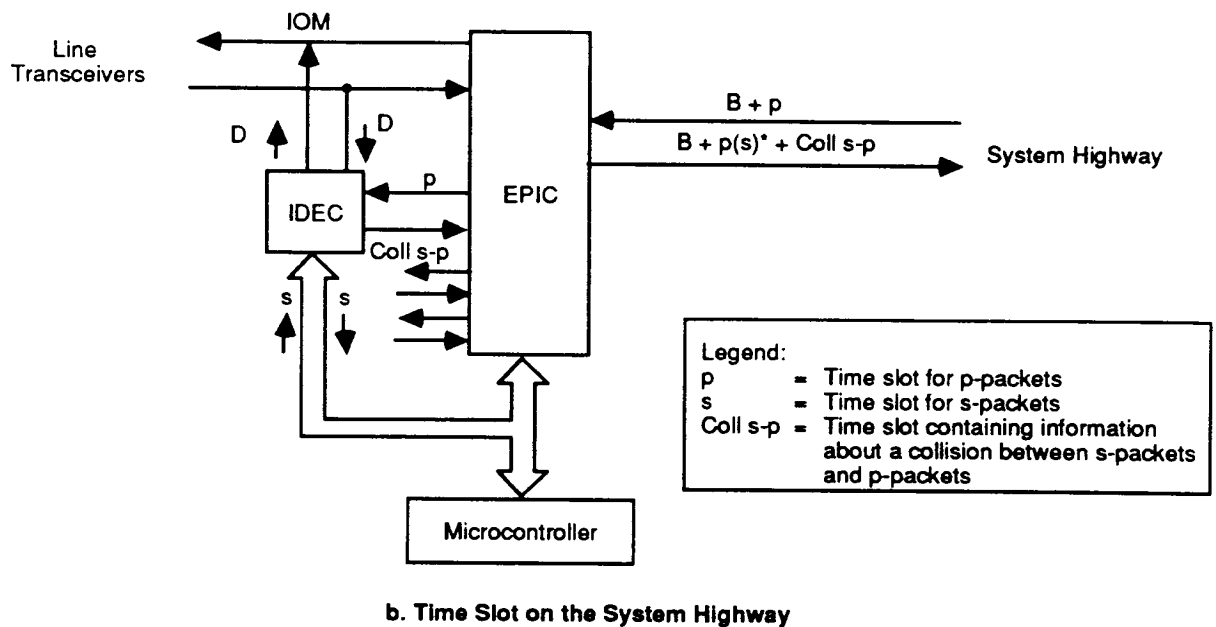 IOM
Line
Transceivers
D
D
B + p
B + p(s)* + Coll s-p
System Highway
p
EPIC
IDEC
Coll s-p
s
s
Legend:
p = Time slot for p-packets
s = Time slot for s-packets
Coll s-p = Time slot containing information
about a collision between s-packets
and p-packets
Microcontroller
b. Time Slot on the System Highway